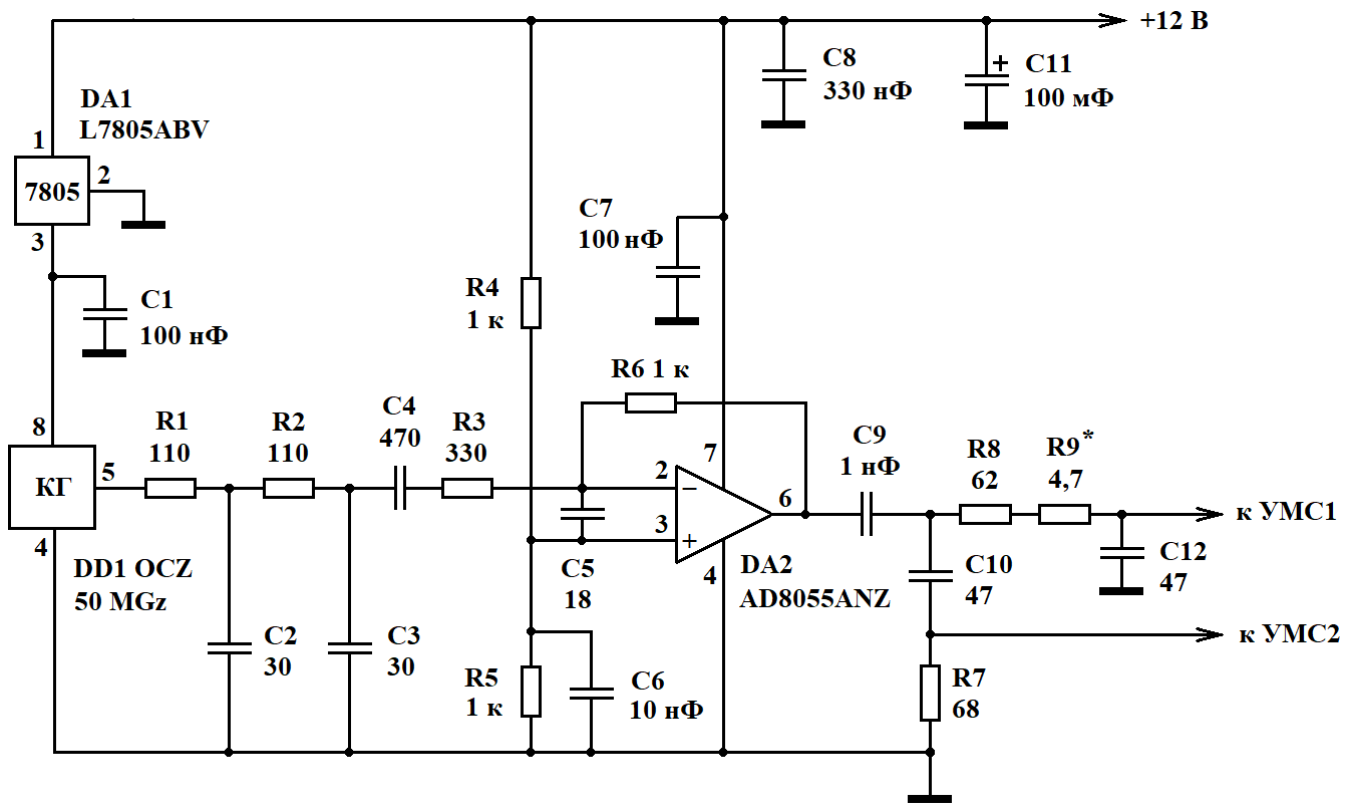 +12 В
C8
330 нФ
+
C11
100 мФ
DA1
L7805ABV
1
7805
2
3
C1
100 нФ
C7
100 нФ
R4
1 к
R6 1 к
8
КГ
5
4
R1
110
R2
110
C4
470
R3
330
2
−
3
+
7
6
4
C5
18
DA2
AD8055ANZ
C9
1 нФ
R8
62
R9*
4,7
к УМС1
C12
47
C10
47
к УМС2
DD1 OCZ
50 MGz
C2
30
C3
30
R5
1 к
C6
10 нФ
R7
68